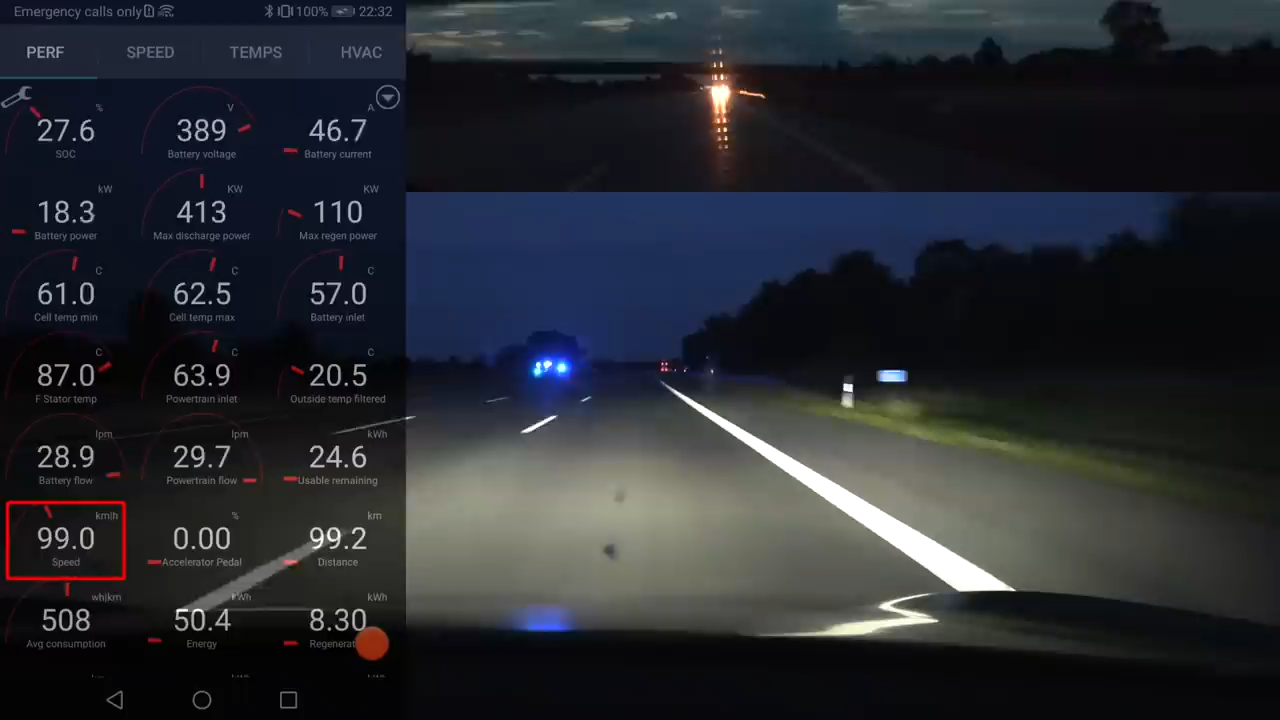 Emergency calls only 100% 22:32
PERF SPEED TEMPS HVAC
% V A
27.6 389 46.7
SOC Battery voltage Battery current
kW KW KW
18.3 413 110
Battery power Max discharge power Max regen power
C C C
61.0 62.5 57.0
Cell temp min Cell temp max Battery inlet
C C C
87.0 63.9 20.5
F Stator temp Powertrain inlet Outside temp filtered
lpm lpm kWh
28.9 29.7 24.6
Battery flow Powertrain flow Usable remaining
km|h % km
99.0 0.00 99.2
Speed Accelerator Pedal Distance
wh|km kWh kWh
508 50.4 8.30
Avg consumption Energy Regenerat